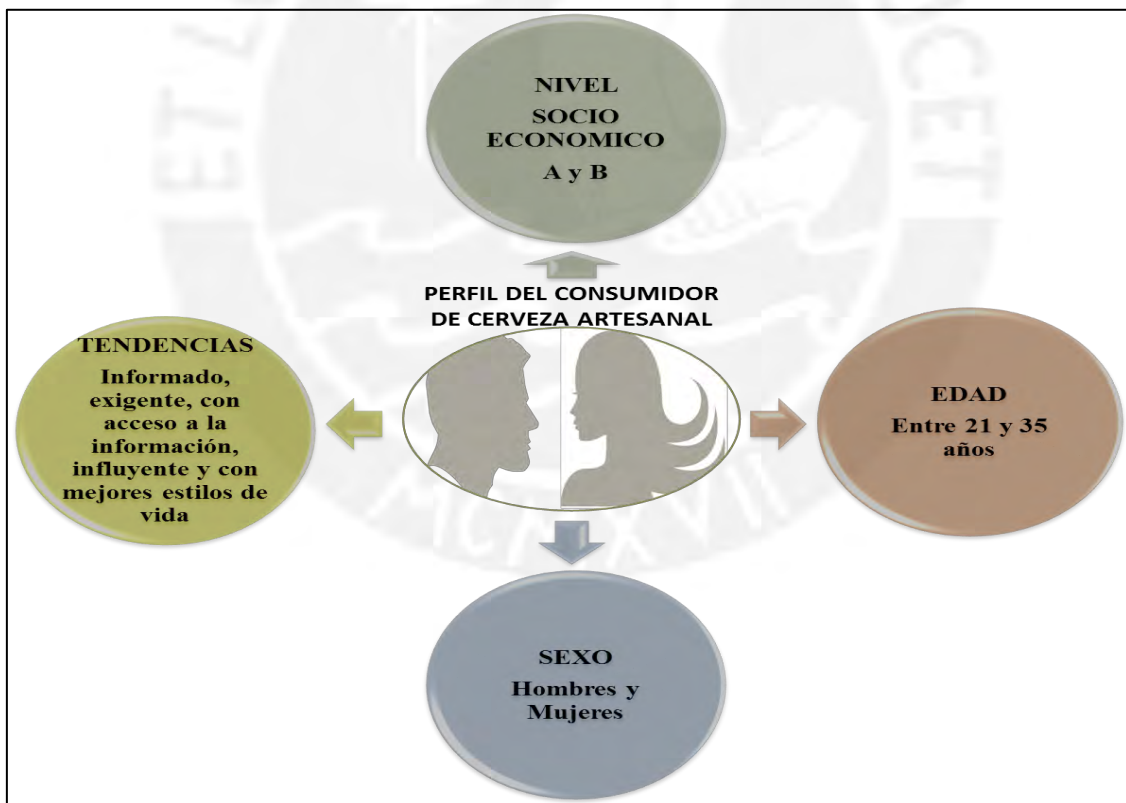 NIVEL
SOCIO
ECONOMICO
A y B
PERFIL DEL CONSUMIDOR
DE CERVEZA ARTESANAL
TENDENCIAS
Informado,
exigente, con
acceso a la
información,
influyente y con
mejores estilos de
vida
EDAD
Entre 21 y 35
años
SEXO
Hombres y
Mujeres